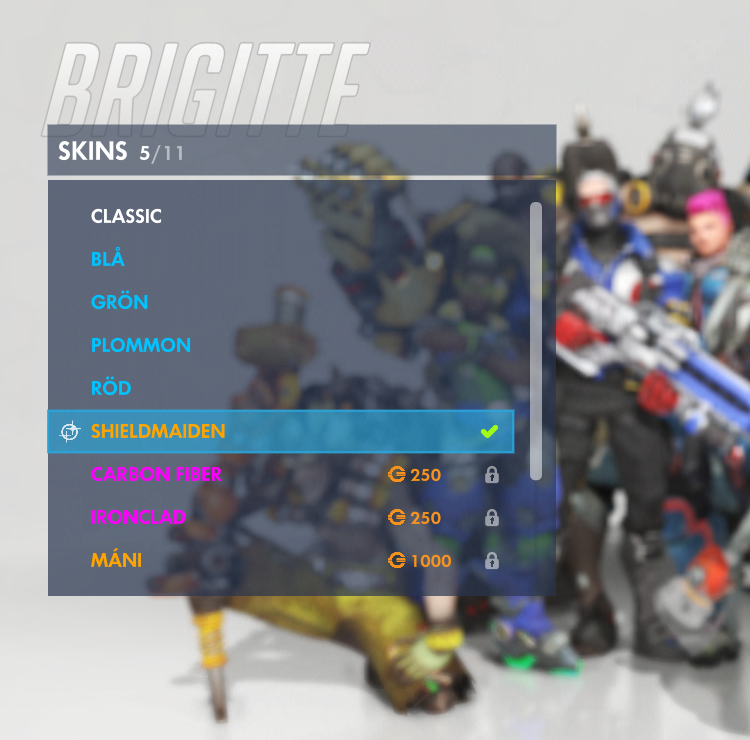 BRIGITTE
SKINS 5/11
CLASSIC
BLÅ
GRÖN
PLOMMON
RÖD
SHIELDMAIDEN
CARBON FIBER 250
IRONCLAD 250
MÁNI 1000